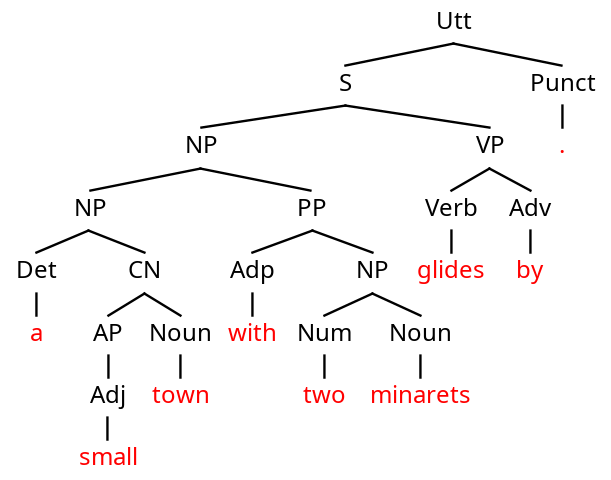 Utt
S Punct
NP VP .
NP PP Verb Adv
Det CN Adp NP glides by
a AP Noun with Num Noun
Adj town two minarets
small